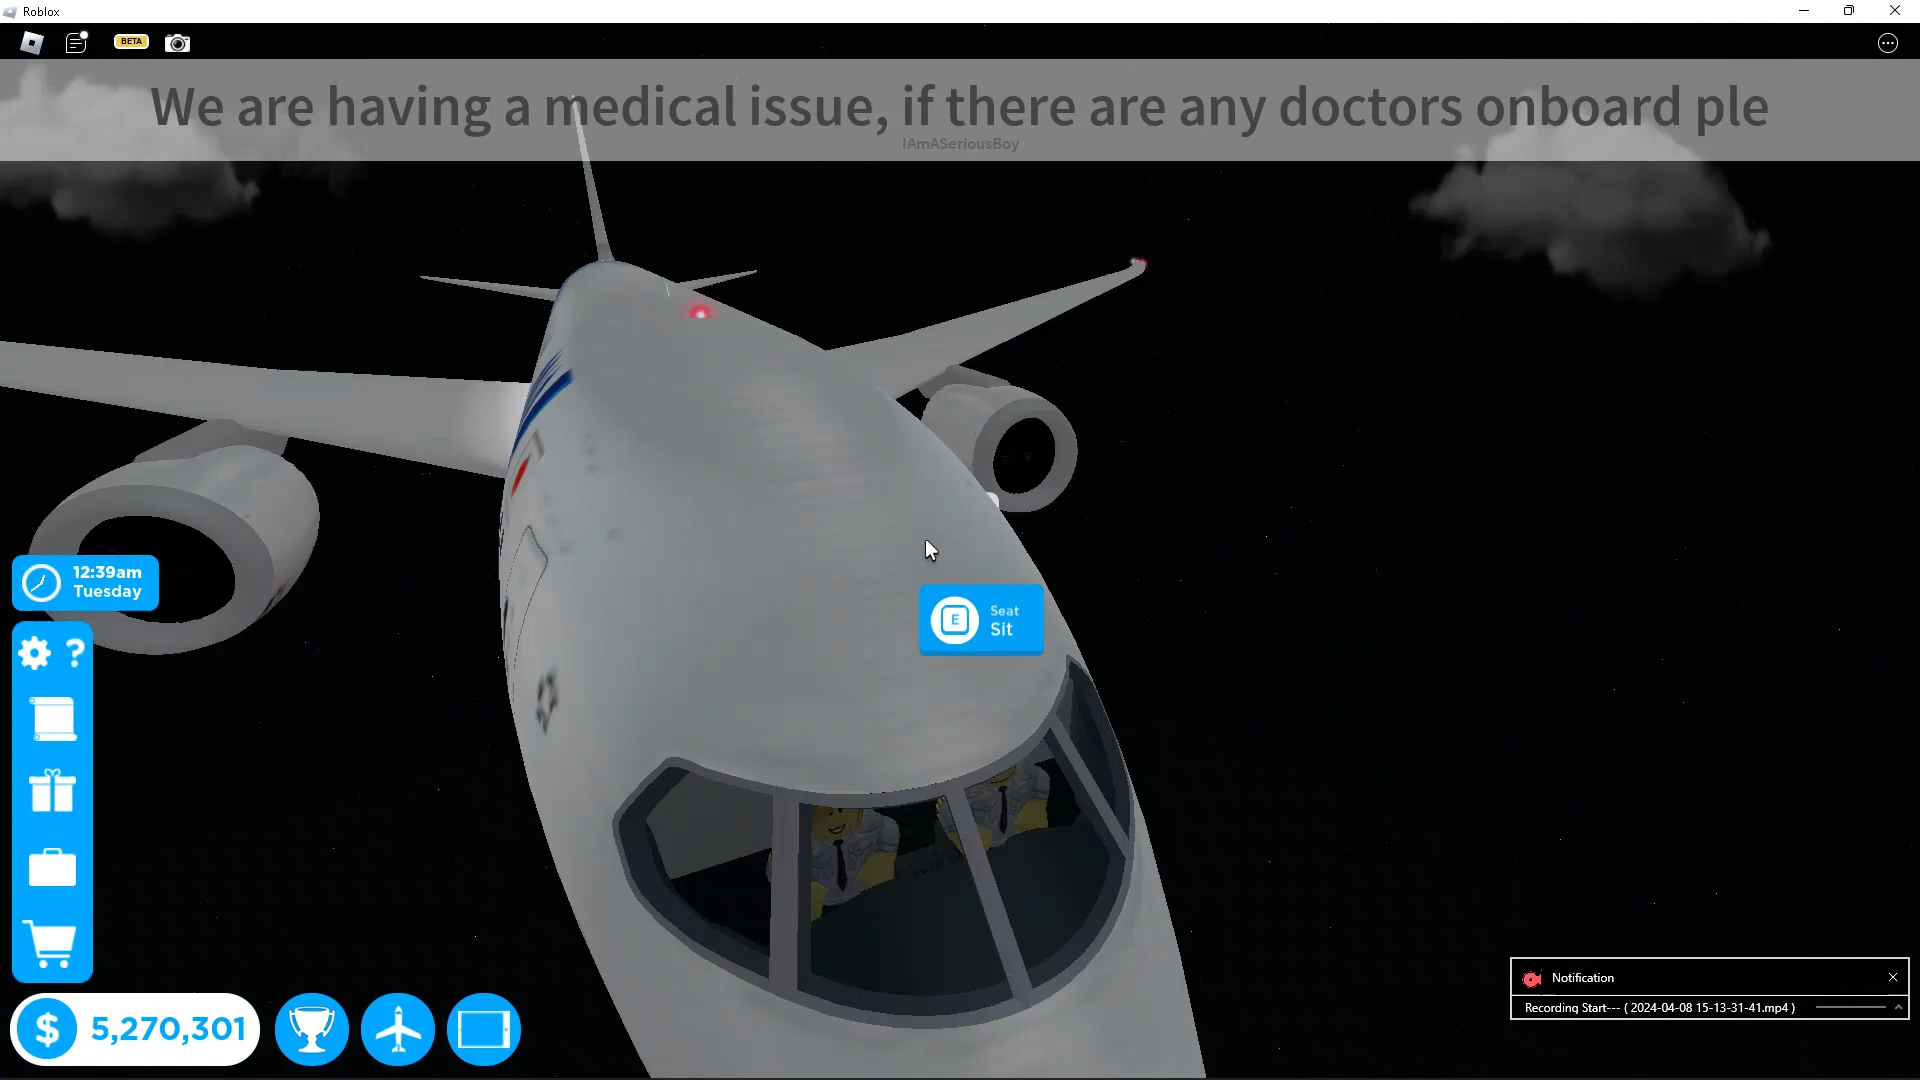 Roblox
BETA
We are having a medical issue, if there are any doctors onboard ple
IAmASeriousBoy
12:39am
Tuesday
?
E
Seat
Sit
Notification
Recording Start--- ( 2024-04-08 15-13-31-41.mp4 )
$ 5,270,301